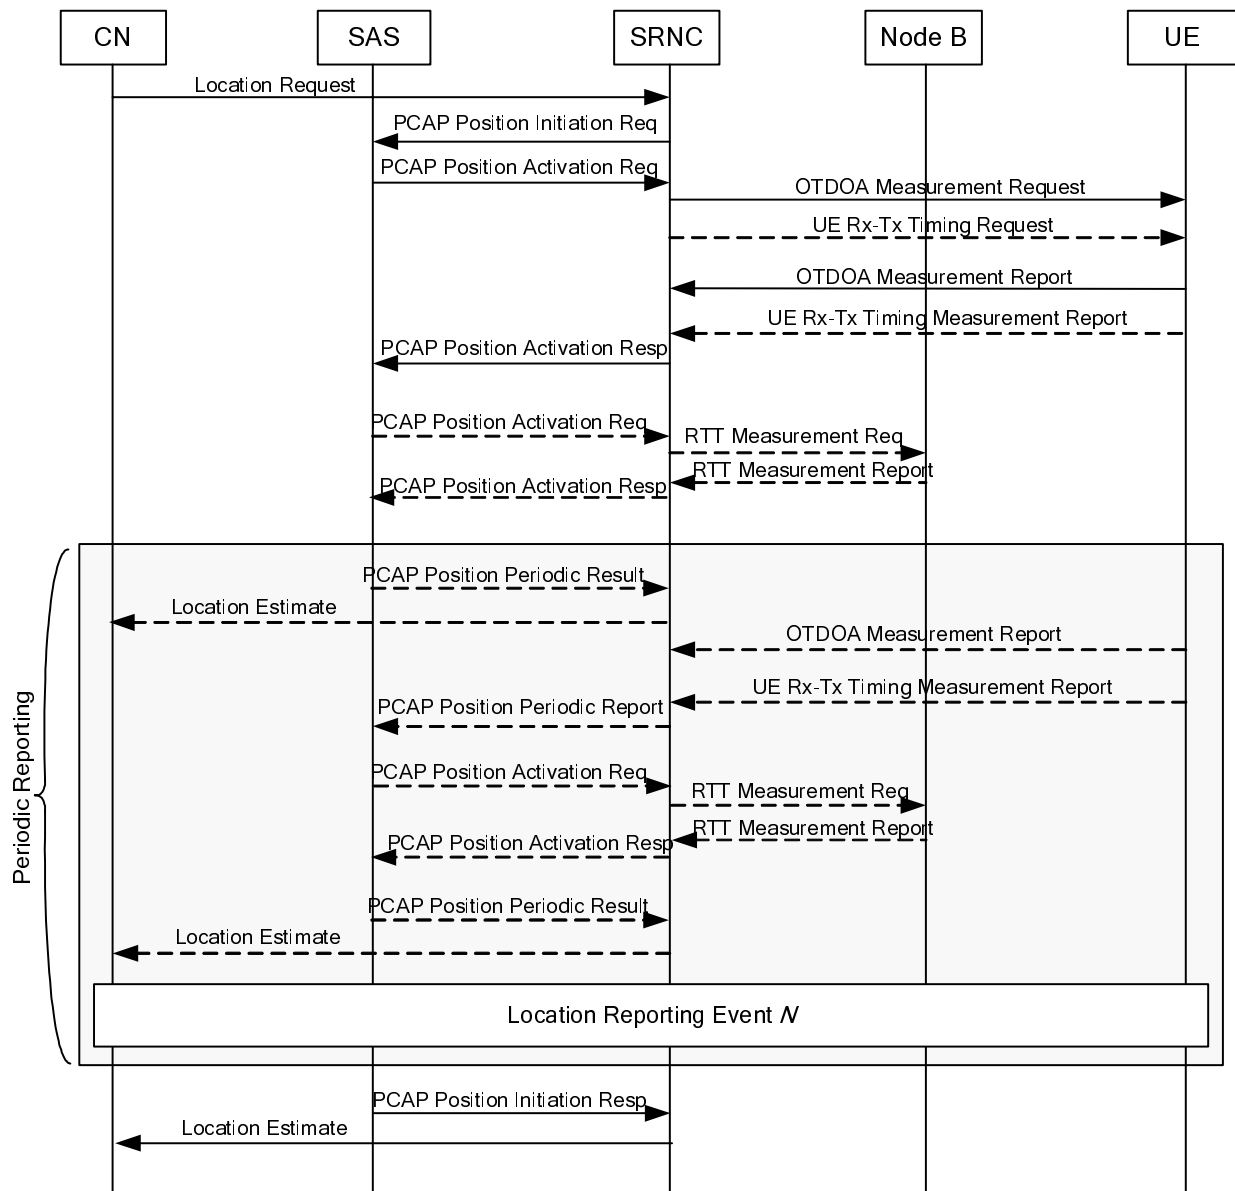 CN
SAS
SRNC
Node B
UE
Location Request
PCAP Position Initiation Req
PCAP Position Activation Req
OTDOA Measurement Request
UE Rx-Tx Timing Request
OTDOA Measurement Report
UE Rx-Tx Timing Measurement Report
PCAP Position Activation Resp
PCAP Position Activation Req
RTT Measurement Req
RTT Measurement Report
PCAP Position Activation Resp
Periodic Reporting
PCAP Position Periodic Result
Location Estimate
OTDOA Measurement Report
UE Rx-Tx Timing Measurement Report
PCAP Position Periodic Report
PCAP Position Activation Req
RTT Measurement Req
RTT Measurement Report
PCAP Position Activation Resp
PCAP Position Periodic Result
Location Estimate
Location Reporting Event N
PCAP Position Initiation Resp
Location Estimate